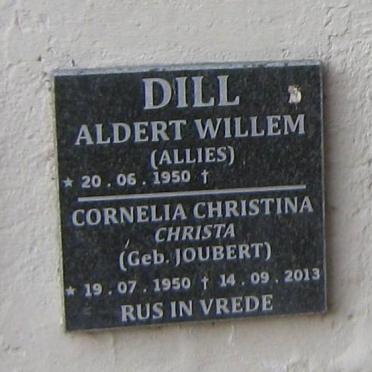 DILL
ALDERT WILLEM
(ALLIES)
* 20 . 06 . 1950 †
CORNELIA CHRISTINA
CHRISTA
(Geb. JOUBERT)
* 19 . 07 . 1950 † 14 . 09 . 2013
RUS IN VREDE